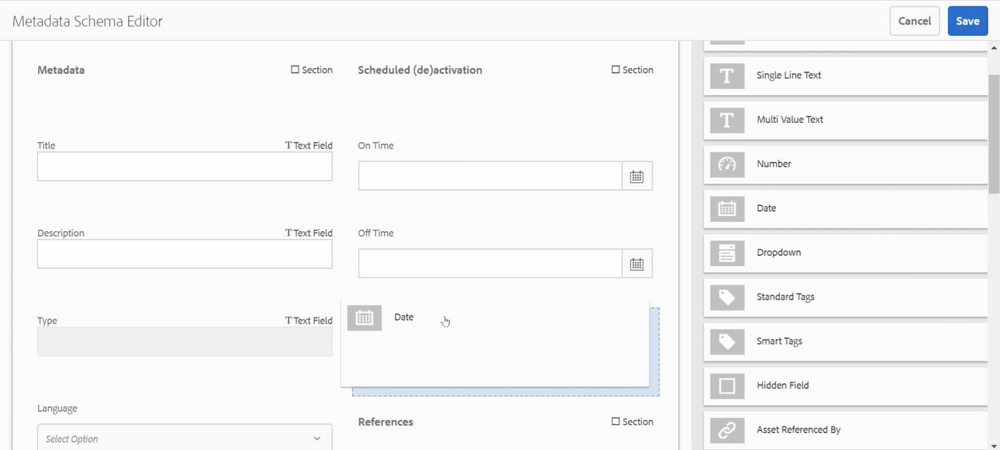 Metadata Schema Editor
Cancel
Save
Metadata
Section
Scheduled (de)activation
Section
Title
T Text Field
On Time
Description
T Text Field
Off Time
Type
T Text Field
Date
Language
Select Option
References
Section
Single Line Text
Multi Value Text
Number
Date
Dropdown
Standard Tags
Smart Tags
Hidden Field
Asset Referenced By